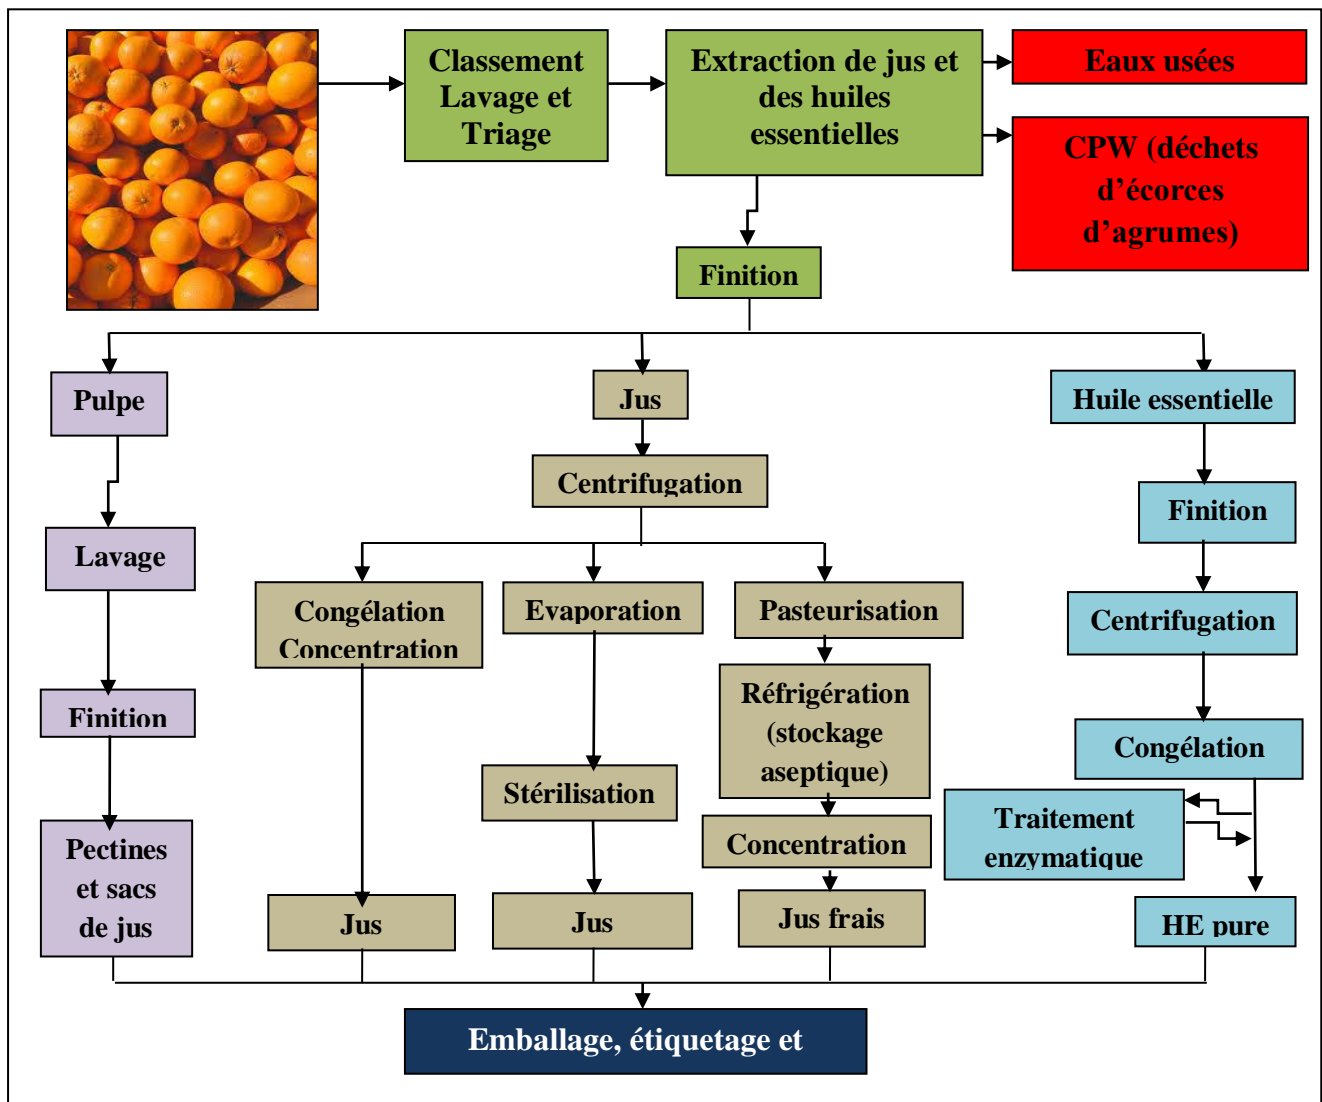 Classement
Lavage et
Triage
Extraction de jus et
des huiles
essentielles
Eaux usées
CPW (déchets
d’écorces
d’agrumes)
Finition
Pulpe
Jus
Huile essentielle
Centrifugation
Finition
Lavage
Congélation
Concentration
Evaporation
Pasteurisation
Centrifugation
Réfrigération
(stockage
aseptique)
Finition
Congélation
Stérilisation
Traitement
enzymatique
Concentration
Pectines
et sacs
de jus
Jus
Jus
Jus frais
HE pure
Emballage, étiquetage et